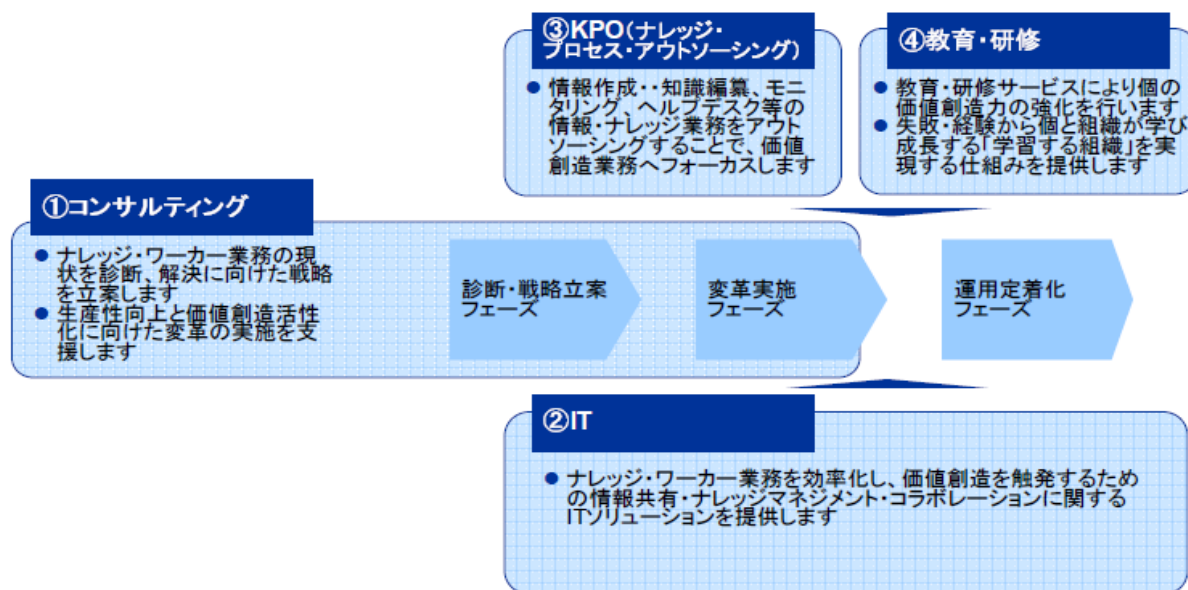 ③KPO(ナレッジ・
プロセス・アウトソーシング)
● 情報作成・・知識編纂、モニ
タリング、ヘルプデスク等の
情報・ナレッジ業務をアウト
ソーシングすることで、価値
創造業務へフォーカスします
④教育・研修
● 教育・研修サービスにより個の
価値創造力の強化を行います
● 失敗・経験から個と組織が学び
成長する「学習する組織」を実
現する仕組みを提供します
①コンサルティング
● ナレッジ・ワーカー業務の現
状を診断、解決に向けた戦略
を立案します
● 生産性向上と価値創造活性
化に向けた変革の実施を支
援します
診断・戦略立案
フェーズ
変革実施
フェーズ
運用定着化
フェーズ
②IT
● ナレッジ・ワーカー業務を効率化し、価値創造を触発するため
の情報共有・ナレッジマネジメント・コラボレーションに関する
ITソリューションを提供します